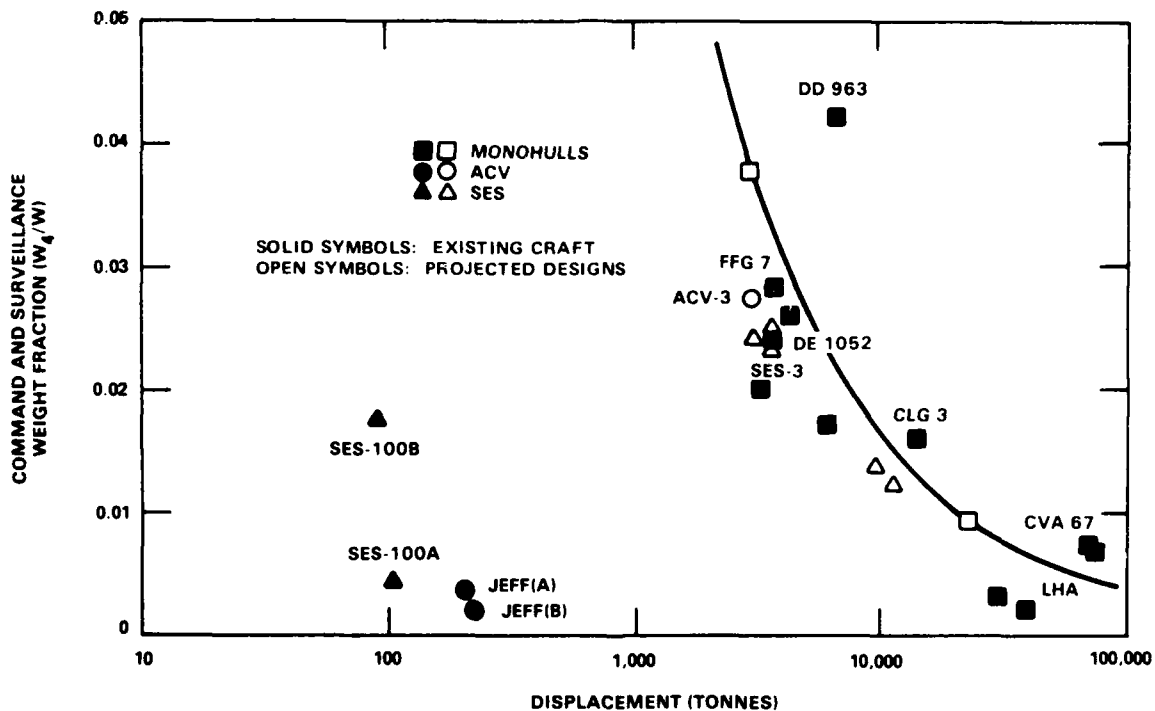 COMMAND AND SURVEILLANCE
WEIGHT FRACTION (W4/W)
0.05
0.04
0.03
0.02
0.01
0
MONOHULLS
ACV
SES
SOLID SYMBOLS: EXISTING CRAFT
OPEN SYMBOLS: PROJECTED DESIGNS
DD 963
FFG 7
ACV-3
DE 1052
SES-3
CLG 3
SES-100B
CVA 67
SES-100A
JEFF(A)
LHA
JEFF(B)
10
100
1,000
10,000
100,000
DISPLACEMENT (TONNES)